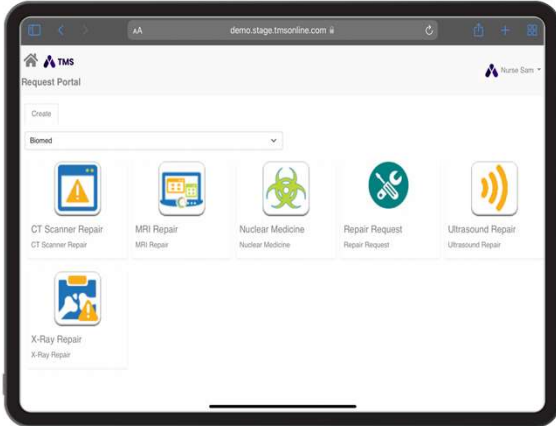 AA
demo.stage.tmsonline.com
TMS
Nurse Sam
Request Portal
Create
Biomed
CT Scanner Repair
CT Scanner Repair
MRI Repair
MRI Repair
Nuclear Medicine
Nuclear Medicine
Repair Request
Repair Request
Ultrasound Repair
Ultrasound Repair
X-Ray Repair
X-Ray Repair